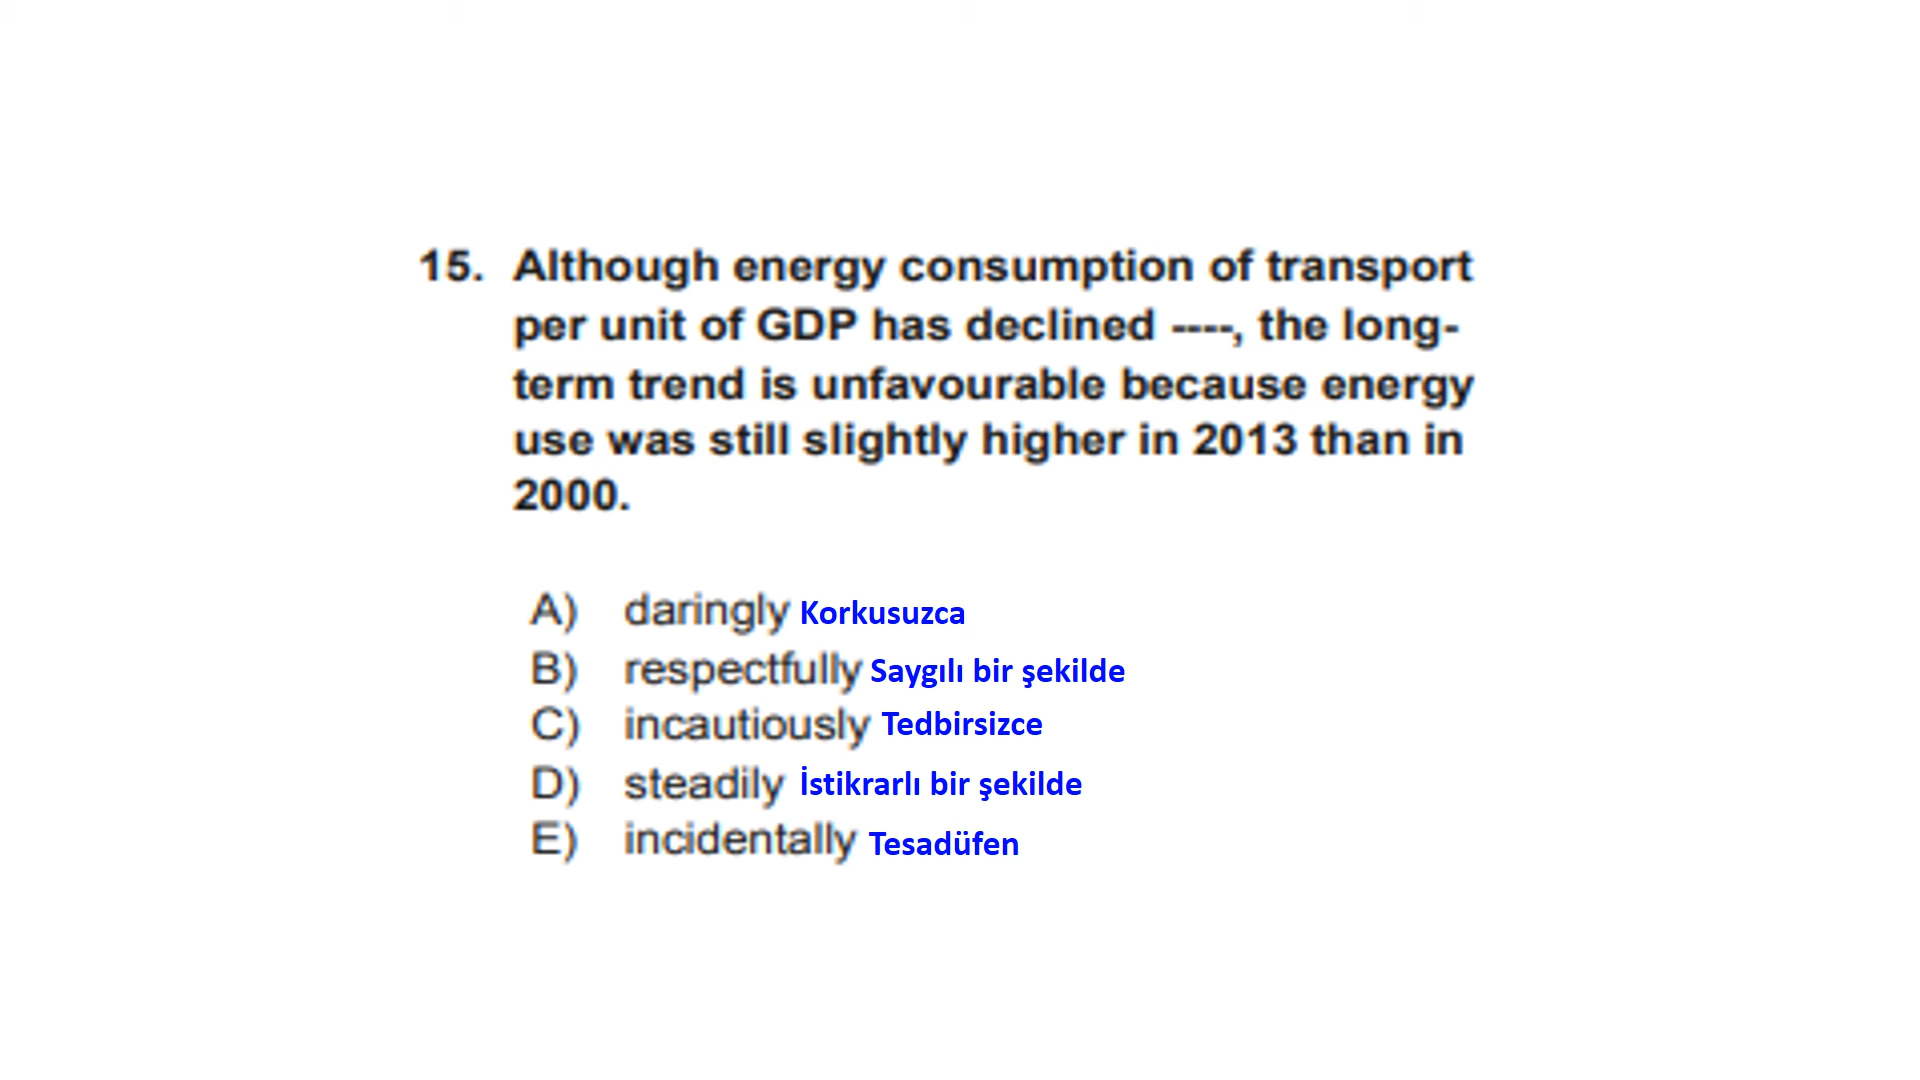 15. Although energy consumption of transport
per unit of GDP has declined ----, the long-
term trend is unfavourable because energy
use was still slightly higher in 2013 than in
2000.
A) daringly Korkusuzca
B) respectfully Saygılı bir şekilde
C) incautiously Tedbirsizce
D) steadily İstikrarlı bir şekilde
E) incidentally Tesadüfen